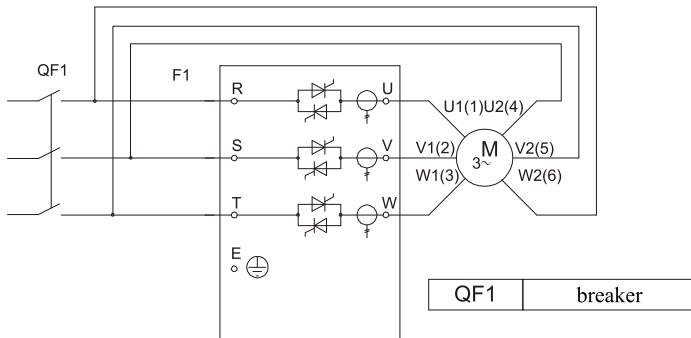 QF1
F1
R
U
U1(1)U2(4)
S
V
V1(2)
M
3~
V2(5)
W1(3)
W2(6)
T
W
E
QF1 breaker